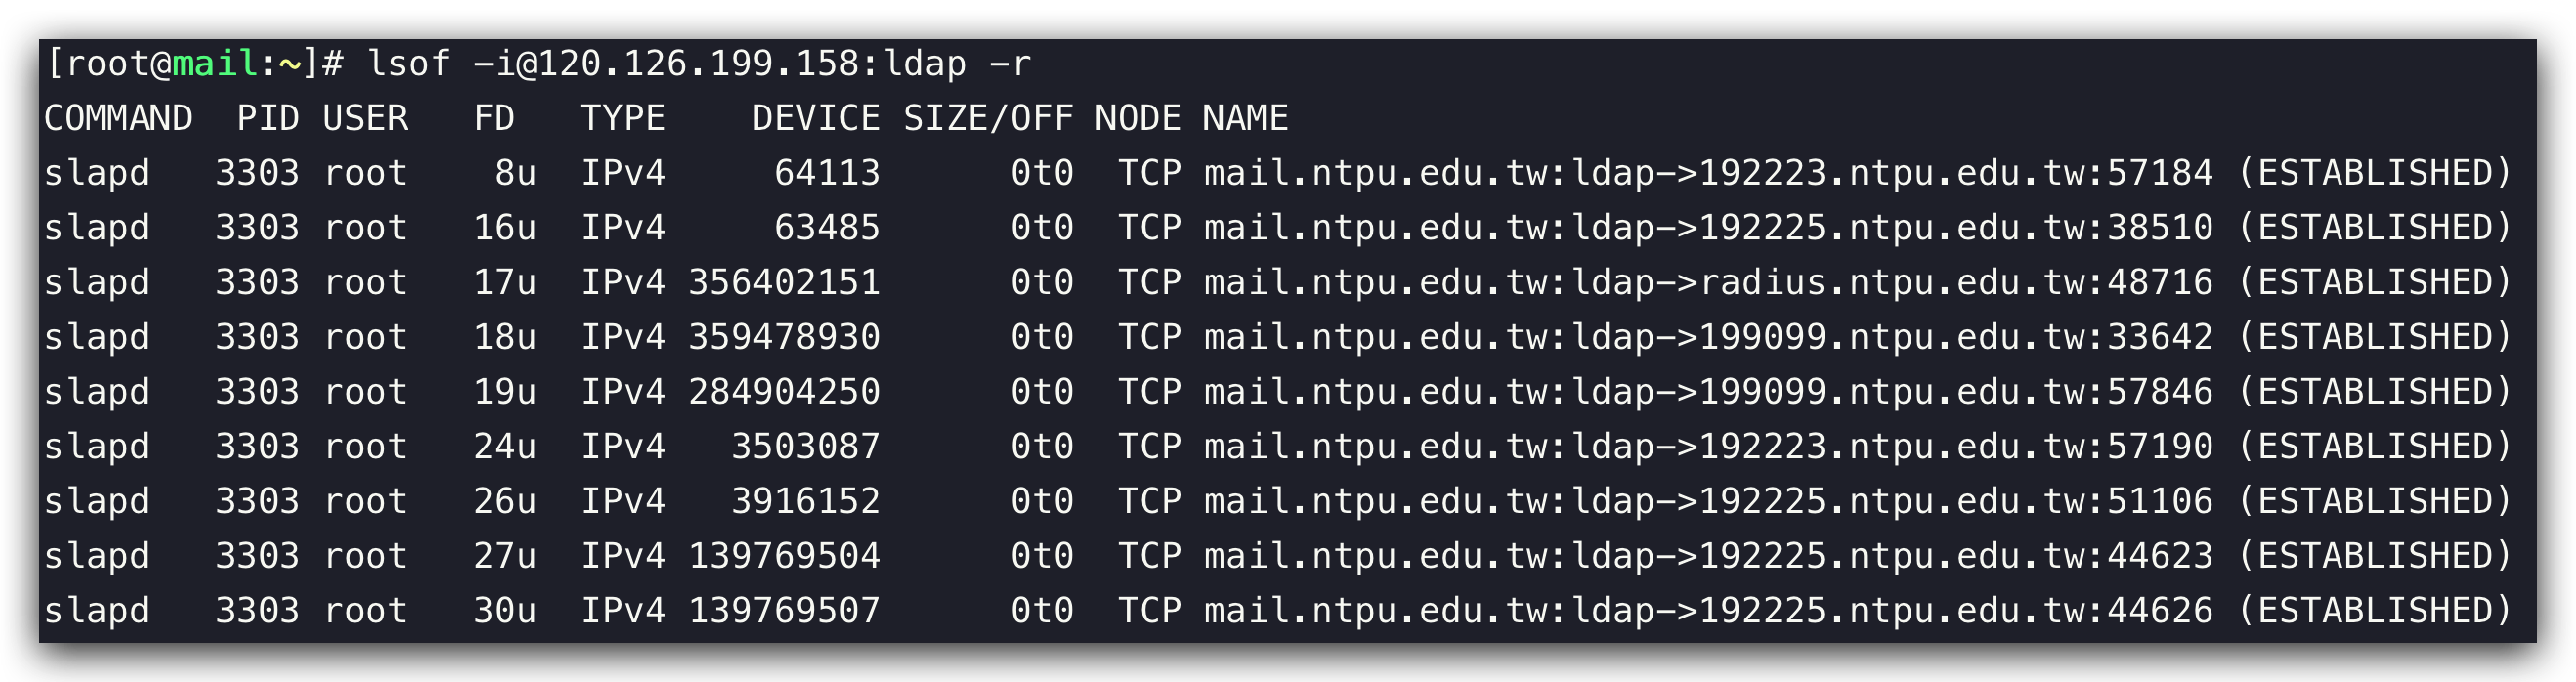 [root@mail:~]# lsof -i@120.126.199.158:ldap -r
COMMAND  PID USER   FD   TYPE    DEVICE SIZE/OFF NODE NAME
slapd   3303 root    8u  IPv4     64113      0t0  TCP mail.ntpu.edu.tw:ldap->192223.ntpu.edu.tw:57184 (ESTABLISHED)
slapd   3303 root   16u  IPv4     63485      0t0  TCP mail.ntpu.edu.tw:ldap->192225.ntpu.edu.tw:38510 (ESTABLISHED)
slapd   3303 root   17u  IPv4 356402151      0t0  TCP mail.ntpu.edu.tw:ldap->radius.ntpu.edu.tw:48716 (ESTABLISHED)
slapd   3303 root   18u  IPv4 359478930      0t0  TCP mail.ntpu.edu.tw:ldap->199099.ntpu.edu.tw:33642 (ESTABLISHED)
slapd   3303 root   19u  IPv4 284904250      0t0  TCP mail.ntpu.edu.tw:ldap->199099.ntpu.edu.tw:57846 (ESTABLISHED)
slapd   3303 root   24u  IPv4   3503087      0t0  TCP mail.ntpu.edu.tw:ldap->192223.ntpu.edu.tw:57190 (ESTABLISHED)
slapd   3303 root   26u  IPv4   3916152      0t0  TCP mail.ntpu.edu.tw:ldap->192225.ntpu.edu.tw:51106 (ESTABLISHED)
slapd   3303 root   27u  IPv4 139769504      0t0  TCP mail.ntpu.edu.tw:ldap->192225.ntpu.edu.tw:44623 (ESTABLISHED)
slapd   3303 root   30u  IPv4 139769507      0t0  TCP mail.ntpu.edu.tw:ldap->192225.ntpu.edu.tw:44626 (ESTABLISHED)